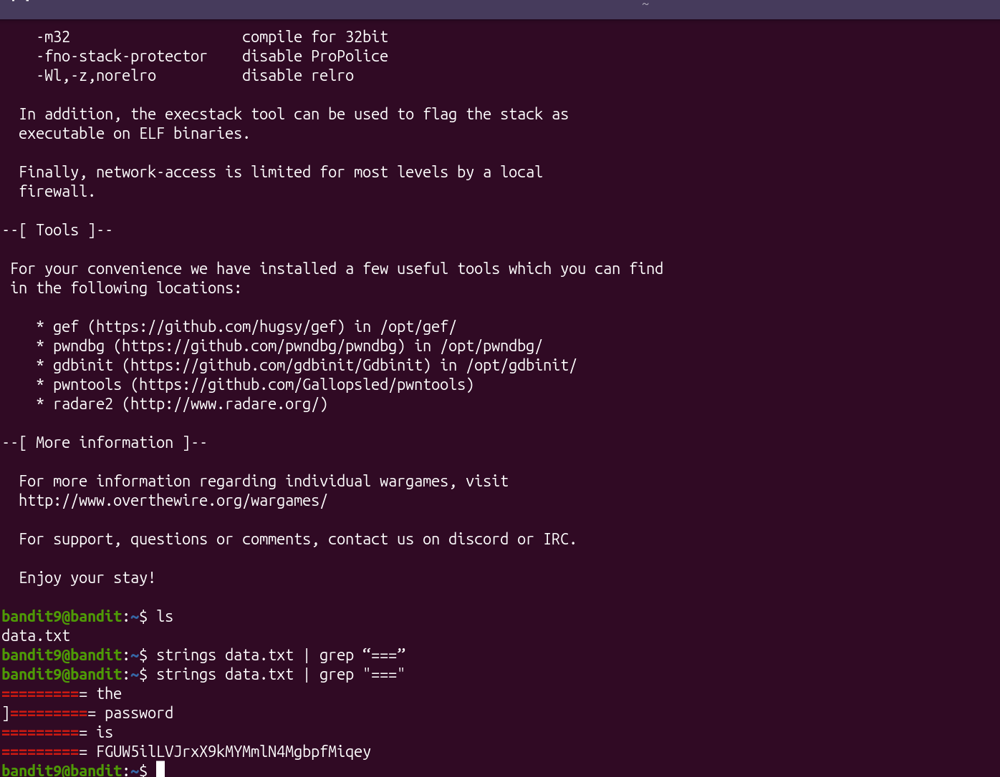 ~
-m32                    compile for 32bit
-fno-stack-protector    disable ProPolice
-Wl,-z,norelro          disable relro
In addition, the execstack tool can be used to flag the stack as
executable on ELF binaries.
Finally, network-access is limited for most levels by a local
firewall.
--[ Tools ]--
For your convenience we have installed a few useful tools which you can find
in the following locations:
* gef (https://github.com/hugsy/gef) in /opt/gef/
* pwndbg (https://github.com/pwndbg/pwndbg) in /opt/pwndbg/
* gdbinit (https://github.com/gdbinit/Gdbinit) in /opt/gdbinit/
* pwntools (https://github.com/Gallopsled/pwntools)
* radare2 (http://www.radare.org/)
--[ More information ]--
For more information regarding individual wargames, visit
http://www.overthewire.org/wargames/
For support, questions or comments, contact us on discord or IRC.
Enjoy your stay!
bandit9@bandit:~$ ls
data.txt
bandit9@bandit:~$ strings data.txt | grep “===”
bandit9@bandit:~$ strings data.txt | grep "==="
========== the
]========== password
========== is
========== FGUW5ilLVJrxX9kMYMmlN4MgbpfMiqey
bandit9@bandit:~$